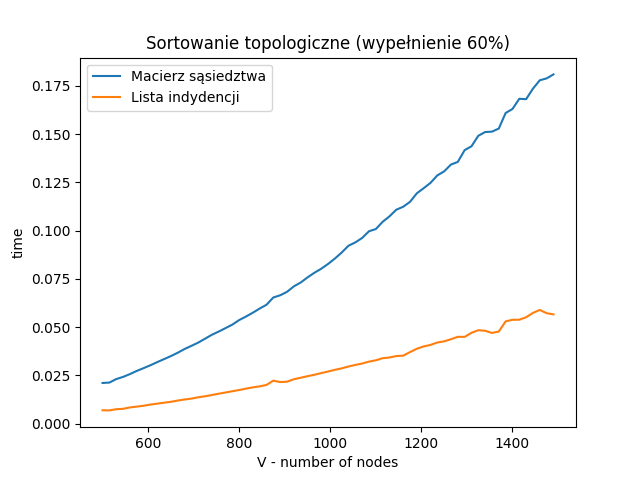 Sortowanie topologiczne (wypełnienie 60%)
Macierz sąsiedztwa
Lista indydencji
0.175
0.150
0.125
0.100
0.075
0.050
0.025
0.000
time
600 800 1000 1200 1400
V - number of nodes